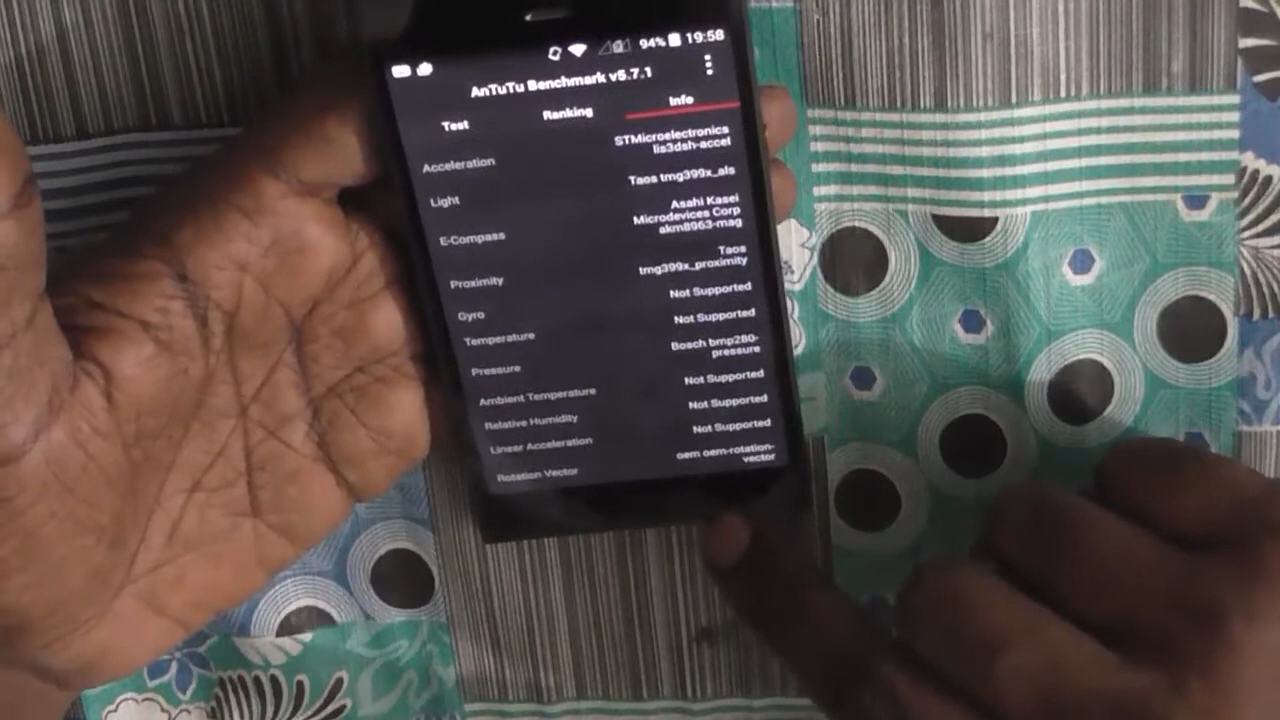 94% 19:58
AnTuTu Benchmark v5.7.1
Test Ranking Info
Acceleration STMicroelectronics
lis3dsh-accel
Light Taos tmg399x_als
E-Compass Asahi Kasei
Microdevices Corp
akm8963-mag
Proximity Taos
tmg399x_proximity
Gyro Not Supported
Temperature Not Supported
Pressure Bosch bmp280-
pressure
Ambient Temperature Not Supported
Relative Humidity Not Supported
Linear Acceleration Not Supported
Rotation Vector oem oem-rotation-
vector